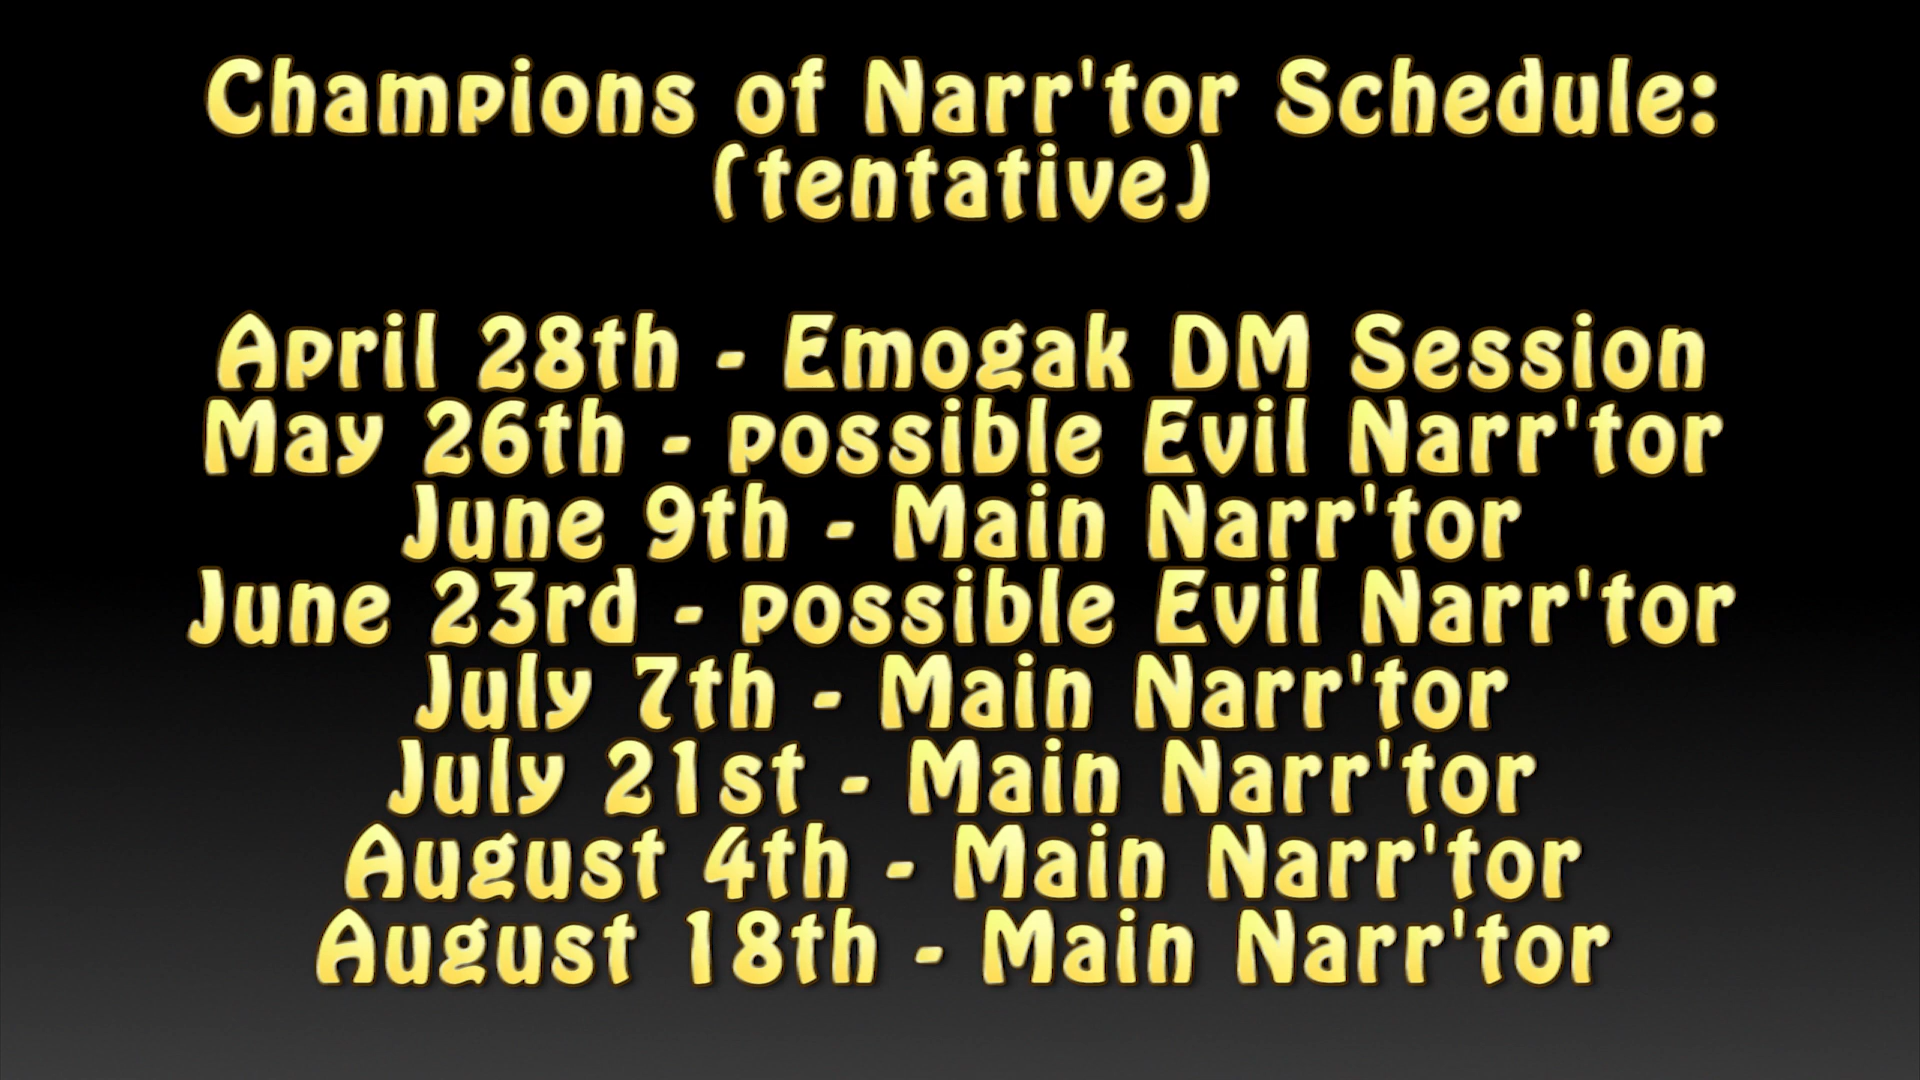 Champions of Narr'tor Schedule:
(tentative)
April 28th - Emogak DM Session
May 26th - possible Evil Narr'tor
June 9th - Main Narr'tor
June 23rd - possible Evil Narr'tor
July 7th - Main Narr'tor
July 21st - Main Narr'tor
August 4th - Main Narr'tor
August 18th - Main Narr'tor